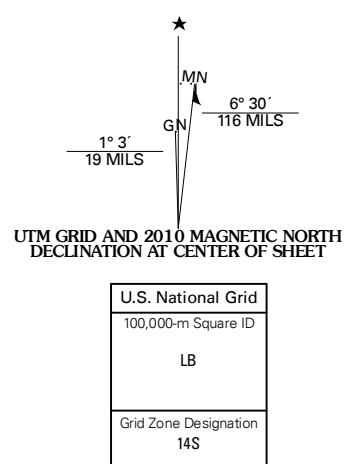 MN
6° 30´
116 MILS
GN
1° 3´
19 MILS
UTM GRID AND 2010 MAGNETIC NORTH
DECLINATION AT CENTER OF SHEET
U.S. National Grid
100,000-m Square ID
LB
Grid Zone Designation
14S